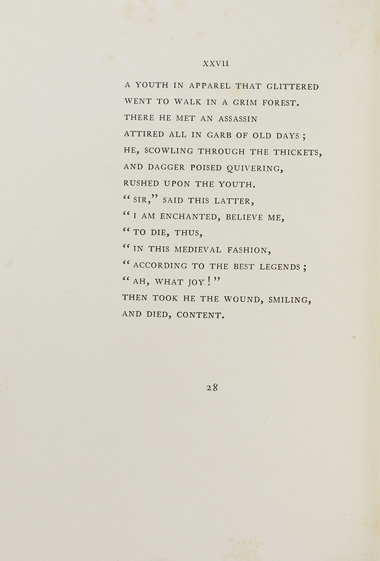 XXVII
A YOUTH IN APPAREL THAT GLITTERED
WENT TO WALK IN A GRIM FOREST.
THERE HE MET AN ASSASSIN
ATTIRED ALL IN GARB OF OLD DAYS;
HE, SCOWLING THROUGH THE THICKETS,
AND DAGGER POISED QUIVERING,
RUSHED UPON THE YOUTH.
“SIR,” SAID THIS LATTER,
“I AM ENCHANTED, BELIEVE ME,
“TO DIE, THUS,
“IN THIS MEDIEVAL FASHION,
“ACCORDING TO THE BEST LEGENDS;
“AH, WHAT JOY!”
THEN TOOK HE THE WOUND, SMILING,
AND DIED, CONTENT.
28